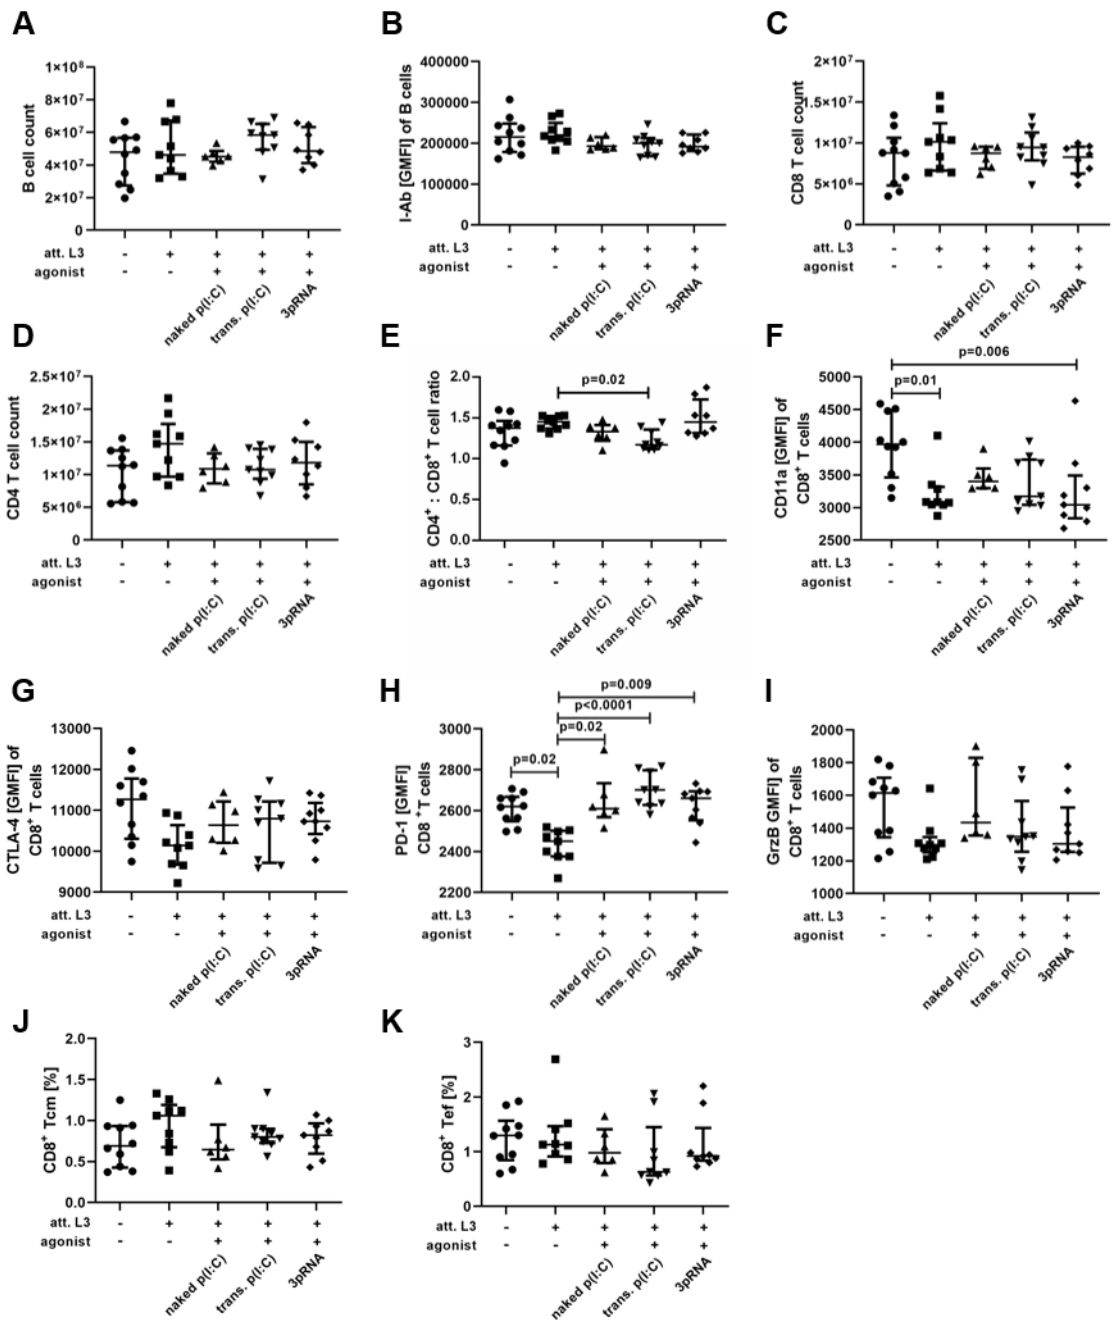 A
B cell count
1×10⁸
8×10⁷
6×10⁷
4×10⁷
2×10⁷
0
att. L3 - + + + +
agonist - - + + +
naked p(I:C)
trans. p(I:C)
3pRNA
B
I-Ab [GMFI] of B cells
400000
300000
200000
100000
0
att. L3 - + + + +
agonist - - + + +
naked p(I:C)
trans. p(I:C)
3pRNA
C
CD8 T cell count
2×10⁷
1×10⁷
1×10⁷
5×10⁶
0
att. L3 - + + + +
agonist - - + + +
naked p(I:C)
trans. p(I:C)
3pRNA
D
CD4 T cell count
2.5×10⁷
2×10⁷
1.5×10⁷
1×10⁷
5×10⁶
0
att. L3 - + + + +
agonist - - + + +
naked p(I:C)
trans. p(I:C)
3pRNA
E
CD4⁺ : CD8⁺ T cell ratio
2.0
1.5
1.0
0.5
0.0
p=0.02
att. L3 - + + + +
agonist - - + + +
naked p(I:C)
trans. p(I:C)
3pRNA
F
CD11a [GMFI] of
CD8⁺ T cells
5000
4500
4000
3500
3000
2500
p=0.006
p=0.01
att. L3 - + + + +
agonist - - + + +
naked p(I:C)
trans. p(I:C)
3pRNA
G
CTLA-4 [GMFI] of
CD8⁺ T cells
13000
12000
11000
10000
9000
att. L3 - + + + +
agonist - - + + +
naked p(I:C)
trans. p(I:C)
3pRNA
H
PD-1 [GMFI]
CD8⁺ T cells
3000
2800
2600
2400
2200
p=0.009
p<0.0001
p=0.02
p=0.02
att. L3 - + + + +
agonist - - + + +
naked p(I:C)
trans. p(I:C)
3pRNA
I
GrzB GMFI] of
CD8⁺ T cells
2000
1800
1600
1400
1200
1000
att. L3 - + + + +
agonist - - + + +
naked p(I:C)
trans. p(I:C)
3pRNA
J
CD8⁺ Tcm [%]
2.0
1.5
1.0
0.5
0.0
att. L3 - + + + +
agonist - - + + +
naked p(I:C)
trans. p(I:C)
3pRNA
K
CD8⁺ Tef [%]
3
2
1
0
att. L3 - + + + +
agonist - - + + +
naked p(I:C)
trans. p(I:C)
3pRNA